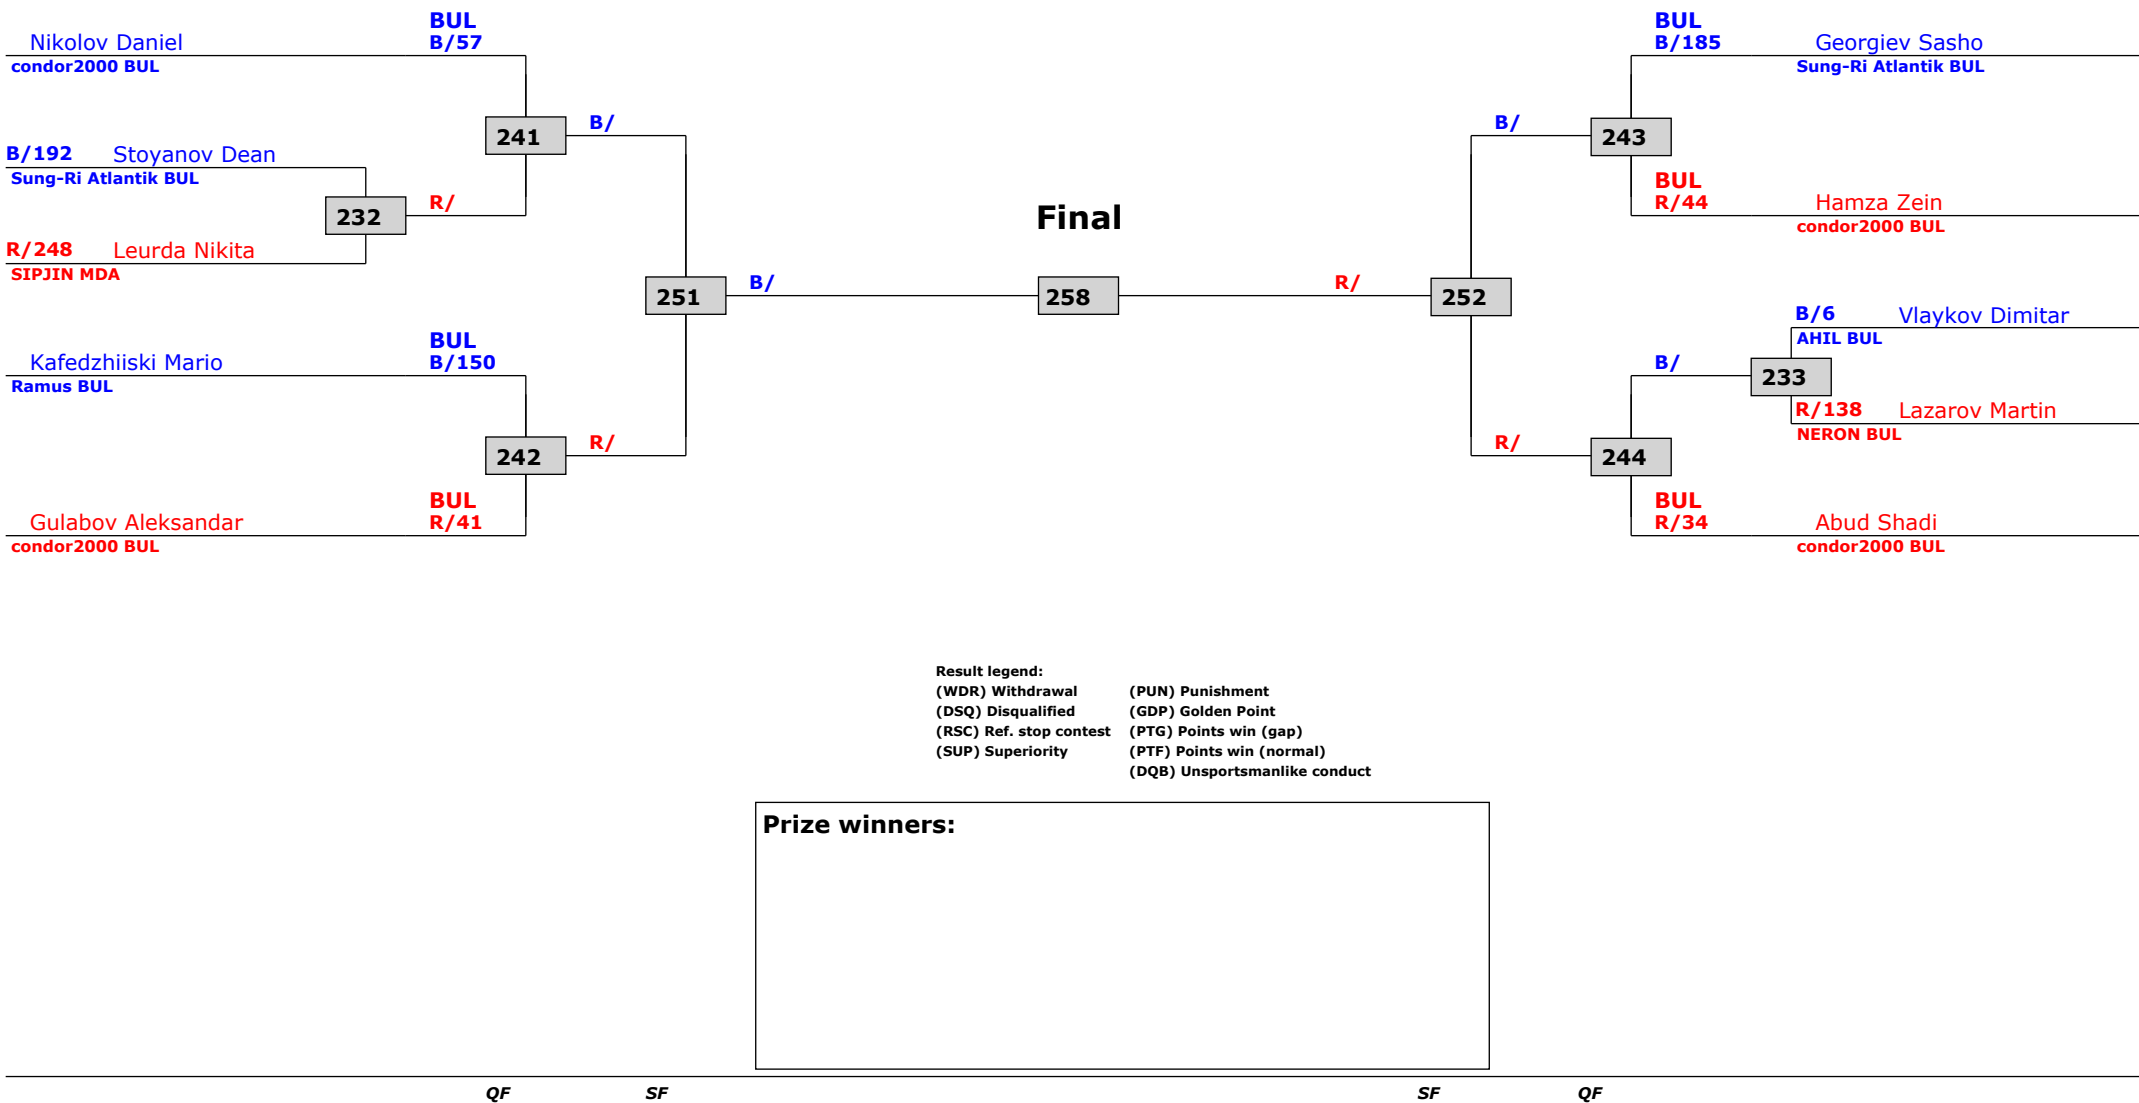 BUL
Nikolov Daniel B/57
condor2000 BUL
241
B/
B/192 Stoyanov Dean
Sung-Ri Atlantik BUL
232
R/
R/248 Leurda Nikita
SIPJIN MDA
251
B/
BUL
Kafedzhiiski Mario B/150
Ramus BUL
242
R/
BUL
Gulabov Aleksandar R/41
condor2000 BUL
Final
258
BUL
B/185 Georgiev Sasho
Sung-Ri Atlantik BUL
B/
243
BUL
R/44 Hamza Zein
condor2000 BUL
R/
252
B/6 Vlaykov Dimitar
AHIL BUL
B/
233
R/138 Lazarov Martin
NERON BUL
R/
244
BUL
R/34 Abud Shadi
condor2000 BUL
Result legend:
(WDR) Withdrawal (PUN) Punishment
(DSQ) Disqualified (GDP) Golden Point
(RSC) Ref. stop contest (PTG) Points win (gap)
(SUP) Superiority (PTF) Points win (normal)
(DQB) Unsportsmanlike conduct
Prize winners:
QF SF SF QF